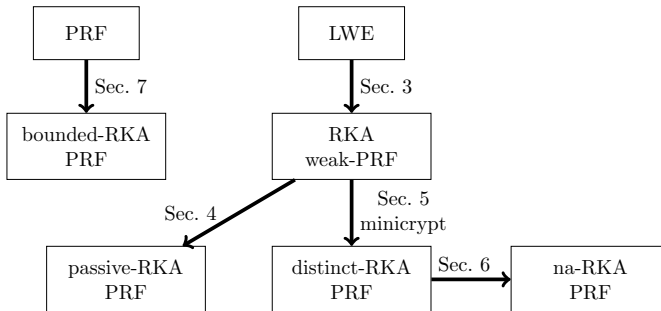 PRF
LWE
Sec. 7
Sec. 3
bounded-RKA
PRF
RKA
weak-PRF
Sec. 4
Sec. 5
minicrypt
passive-RKA
PRF
distinct-RKA
PRF
Sec. 6
na-RKA
PRF